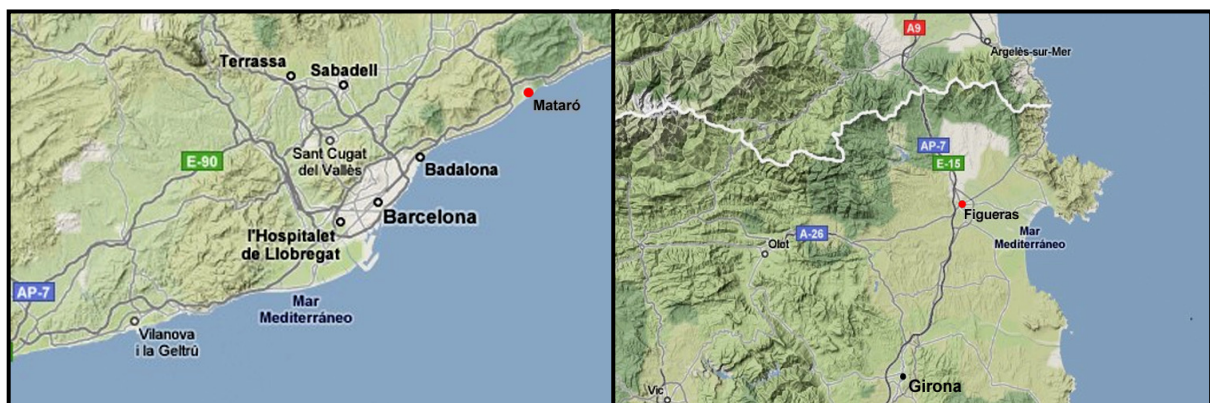 Terrassa
Sabadell
Mataró
E-90
Sant Cugat
del Vallès
Badalona
Barcelona
l'Hospitalet
de Llobregat
AP-7
Mar
Mediterráneo
Vilanova
i la Geltrú
A9
Argelès-sur-Mer
AP-7
E-15
Figueras
A-26
Mar
Mediterráneo
Olot
Girona
Vic